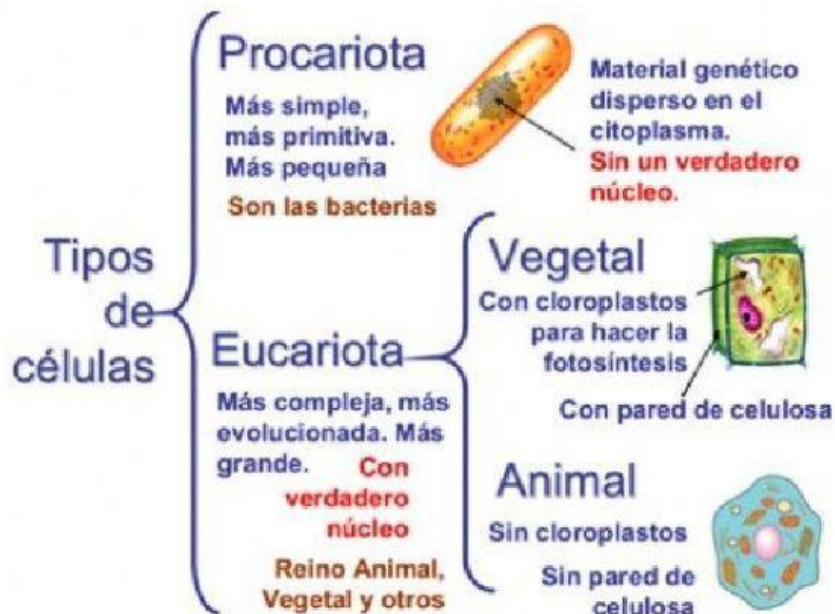 Tipos
de
células
Procariota
Más simple,
más primitiva.
Más pequeña
Son las bacterias
Material genético
disperso en el
citoplasma.
Sin un verdadero
núcleo.
Eucariota
Más compleja, más
evolucionada. Más
grande. Con
verdadero
núcleo
Reino Animal,
Vegetal y otros
Vegetal
Con cloroplastos
para hacer la
fotosíntesis
Con pared de celulosa
Animal
Sin cloroplastos
Sin pared de
celulosa